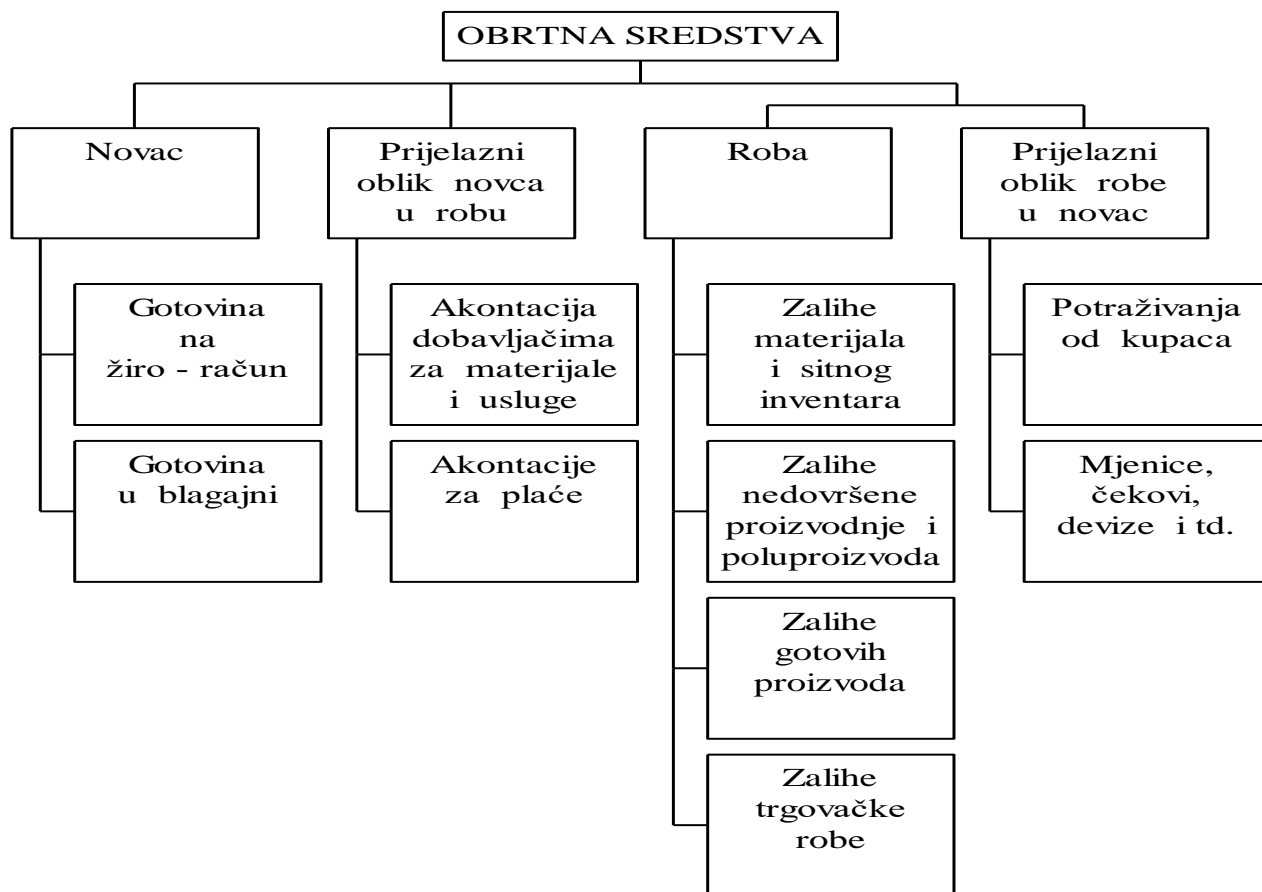 OBRTNA SREDSTVA
Novac
Prijelazni
oblik novca
u robu
Roba
Prijelazni
oblik robe
u novac
Gotovina
na
žiro - račun
Akontacija
dobavljačima
za materijale
i usluge
Zalihe
materijala
i sitnog
inventara
Potraživanja
od kupaca
Gotovina
u blagajni
Akontacije
za plaće
Zalihe
nedovršene
proizvodnje i
poluproizvoda
Mjenice,
čekovi,
devize i td.
Zalihe
gotovih
proizvoda
Zalihe
trgovačke
robe